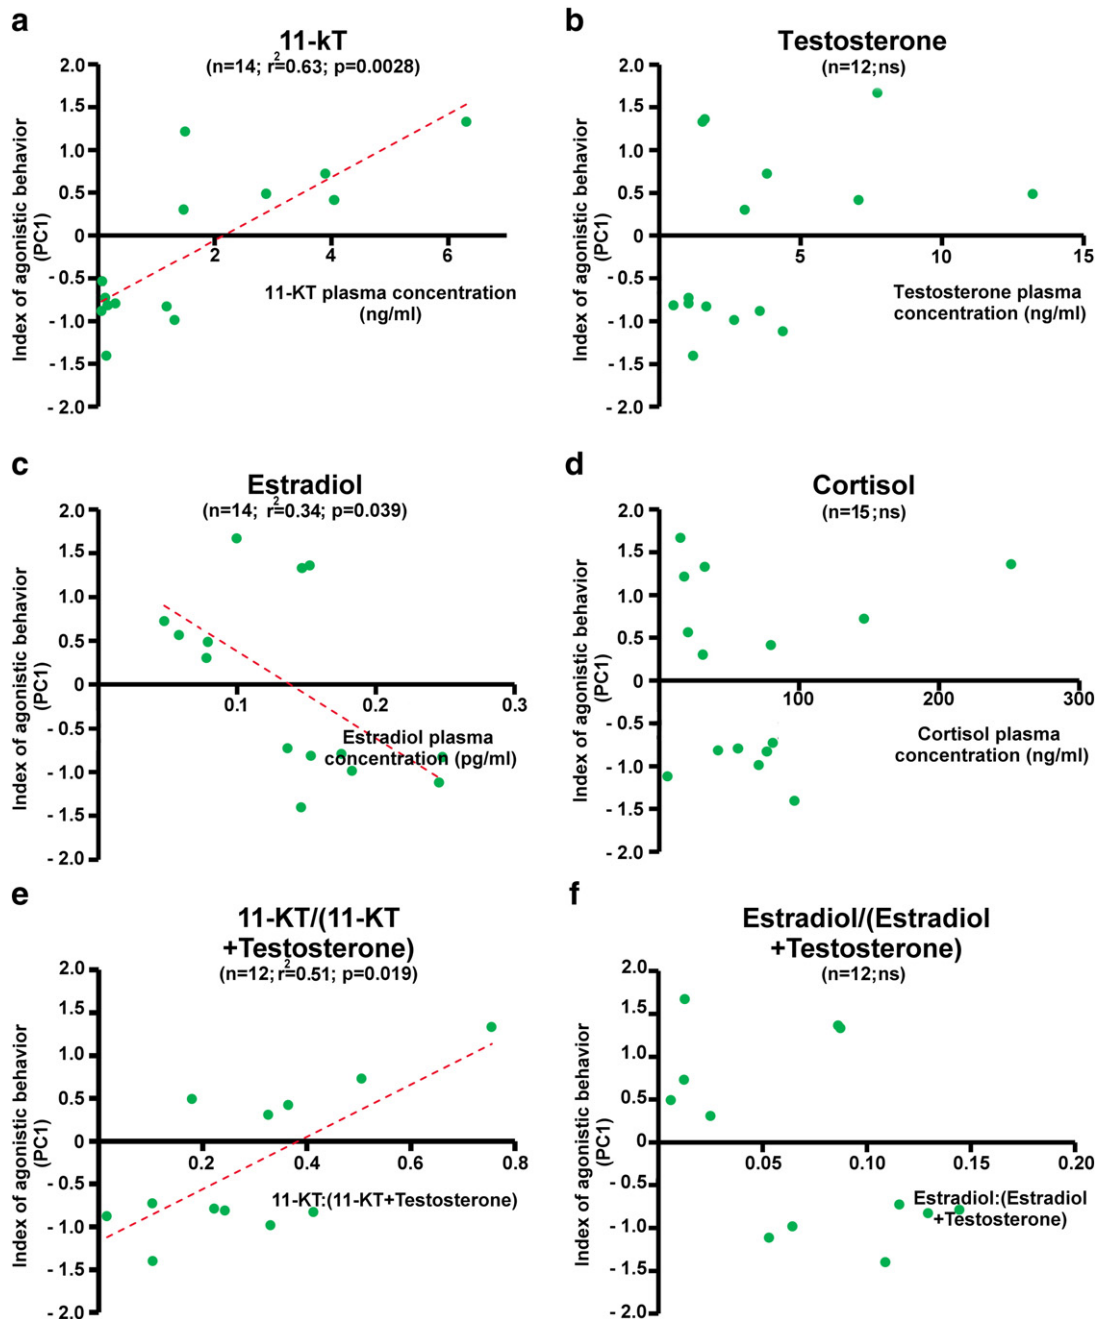 a
11-kT
(n=14; r2=0.63; p=0.0028)
2.0
1.5
1.0
0.5
0
- 0.5
- 1.0
- 1.5
- 2.0
2
4
6
Index of agonistic behavior
(PC1)
11-KT plasma concentration
(ng/ml)
b
Testosterone
(n=12;ns)
2.0
1.5
1.0
0.5
0
- 0.5
- 1.0
- 1.5
- 2.0
5
10
15
Index of agonistic behavior
(PC1)
Testosterone plasma
concentration (ng/ml)
c
Estradiol
(n=14; r2=0.34; p=0.039)
2.0
1.5
1.0
0.5
0
- 0.5
- 1.0
- 1.5
- 2.0
0.1
0.2
0.3
Index of agonistic behavior
(PC1)
Estradiol plasma
concentration (pg/ml)
d
Cortisol
(n=15;ns)
2.0
1.5
1.0
0.5
0
- 0.5
- 1.0
- 1.5
- 2.0
100
200
300
Index of agonistic behavior
(PC1)
Cortisol plasma
concentration (ng/ml)
e
11-KT/(11-KT
+Testosterone)
(n=12; r2=0.51; p=0.019)
2.0
1.5
1.0
0.5
0
- 0.5
- 1.0
- 1.5
- 2.0
0.2
0.4
0.6
0.8
Index of agonistic behavior
(PC1)
11-KT:(11-KT+Testosterone)
f
Estradiol/(Estradiol
+Testosterone)
(n=12;ns)
2.0
1.5
1.0
0.5
0
- 0.5
- 1.0
- 1.5
- 2.0
0.05
0.10
0.15
0.20
Index of agonistic behavior
(PC1)
Estradiol:(Estradiol
+Testosterone)